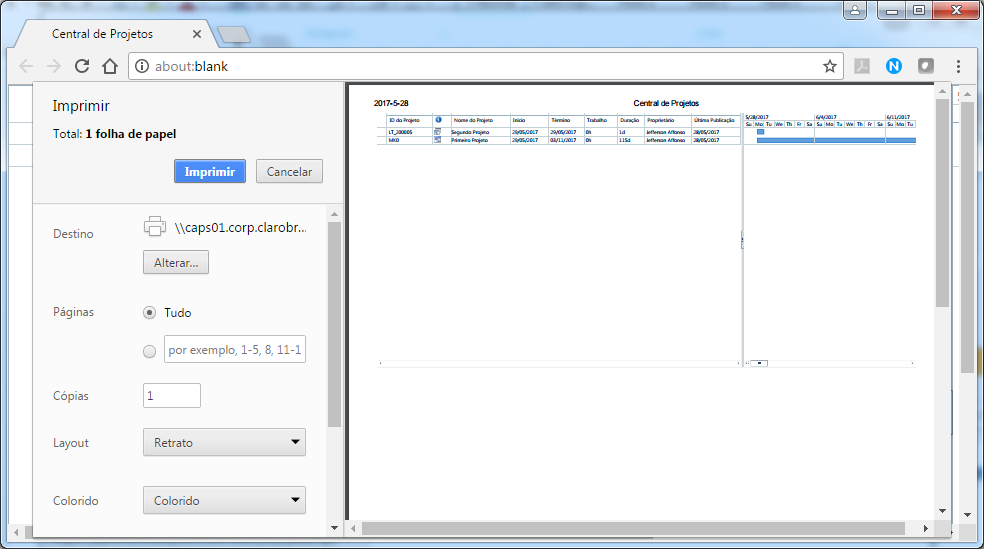 Central de Projetos
about:blank
Imprimir
Total: 1 folha de papel
Imprimir
Cancelar
Destino
\\caps01.corp.clarobr...
Alterar...
Páginas
Tudo
por exemplo, 1-5, 8, 11-1
Cópias
1
Layout
Retrato
Colorido
Colorido
2017-5-28
Central de Projetos
ID do Projeto Nome do Projeto Início Término Trabalho Duração Proprietário Última Publicação
5/28/2017 6/4/2017 6/11/2017
Su Mo Tu We Th Fr Sa Su Mo Tu We Th Fr Sa Su Mo Tu
LT_200005 Segundo Projeto 29/05/2017 29/05/2017 0h 1d Jefferson Affonso 28/05/2017
MK0 Primeiro Projeto 29/05/2017 03/11/2017 0h 115d Jefferson Affonso 28/05/2017